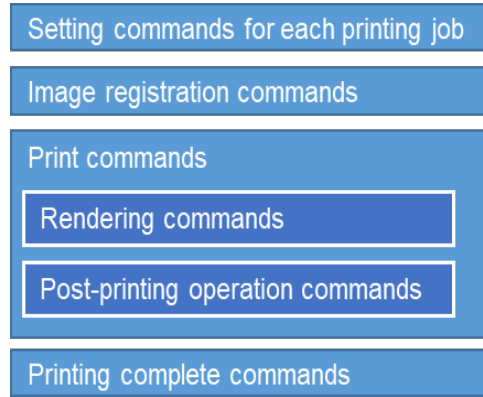 Setting commands for each printing job
Image registration commands
Print commands
Rendering commands
Post-printing operation commands
Printing complete commands